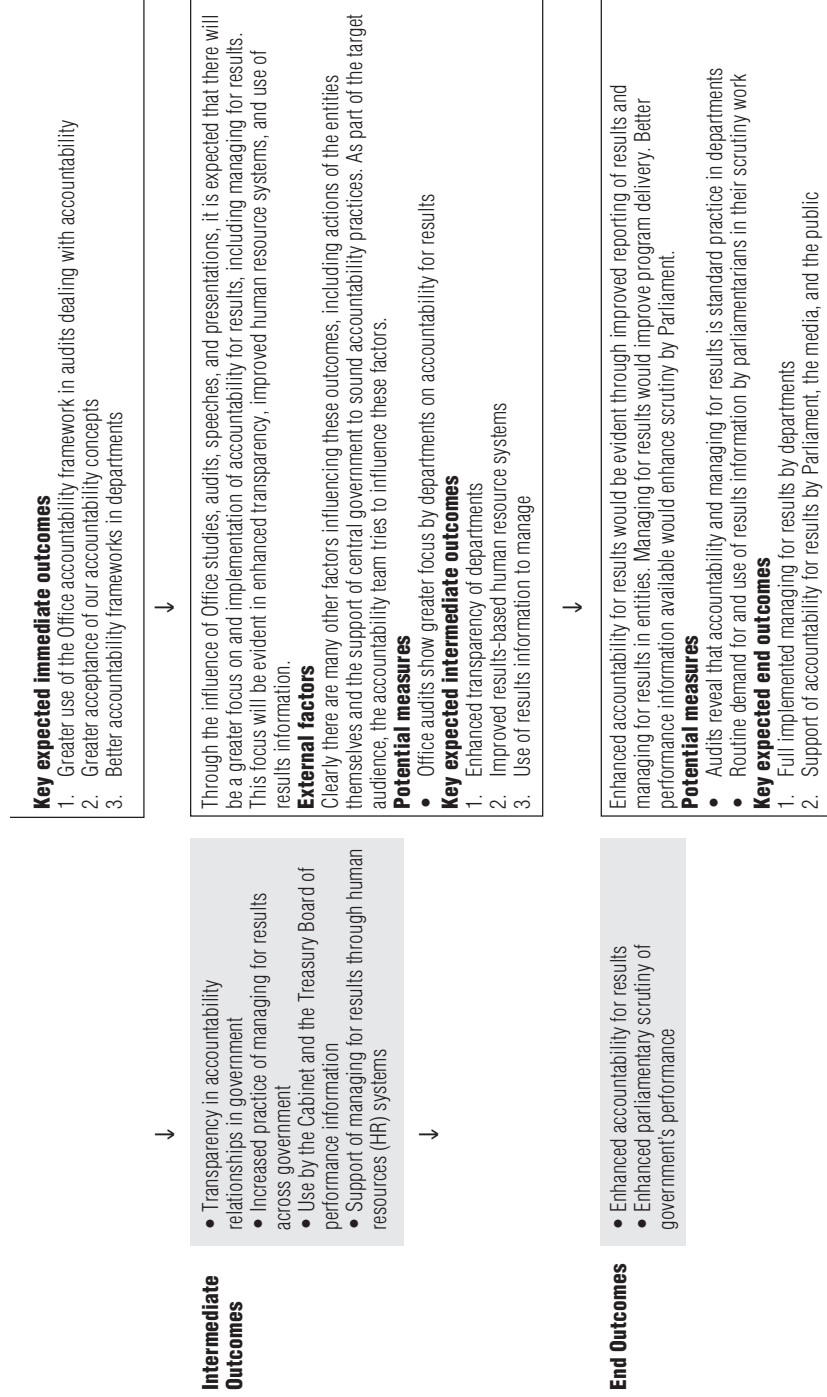 Key expected immediate outcomes
1. Greater use of the Office accountability framework in audits dealing with accountability
2. Greater acceptance of our accountability concepts
3. Better accountability frameworks in departments
↓
↓
Intermediate
Outcomes
• Transparency in accountability
relationships in government
• Increased practice of managing for results
across government
• Use by the Cabinet and the Treasury Board of
performance information
• Support of managing for results through human
resources (HR) systems
Through the influence of Office studies, audits, speeches, and presentations, it is expected that there will
be a greater focus on and implementation of accountability for results, including managing for results.
This focus will be evident in enhanced transparency, improved human resource systems, and use of
results information.
External factors
Clearly there are many other factors influencing these outcomes, including actions of the entities
themselves and the support of central government to sound accountability practices. As part of the target
audience, the accountability team tries to influence these factors.
Potential measures
• Office audits show greater focus by departments on accountability for results
Key expected intermediate outcomes
1. Enhanced transparency of departments
2. Improved results-based human resource systems
3. Use of results information to manage
↓
↓
End Outcomes
• Enhanced accountability for results
• Enhanced parliamentary scrutiny of
government's performance
Enhanced accountability for results would be evident through improved reporting of results and
managing for results in entities. Managing for results would improve program delivery. Better
performance information available would enhance scrutiny by Parliament.
Potential measures
• Audits reveal that accountability and managing for results is standard practice in departments
• Routine demand for and use of results information by parliamentarians in their scrutiny work
Key expected end outcomes
1. Full implemented managing for results by departments
2. Support of accountability for results by Parliament, the media, and the public